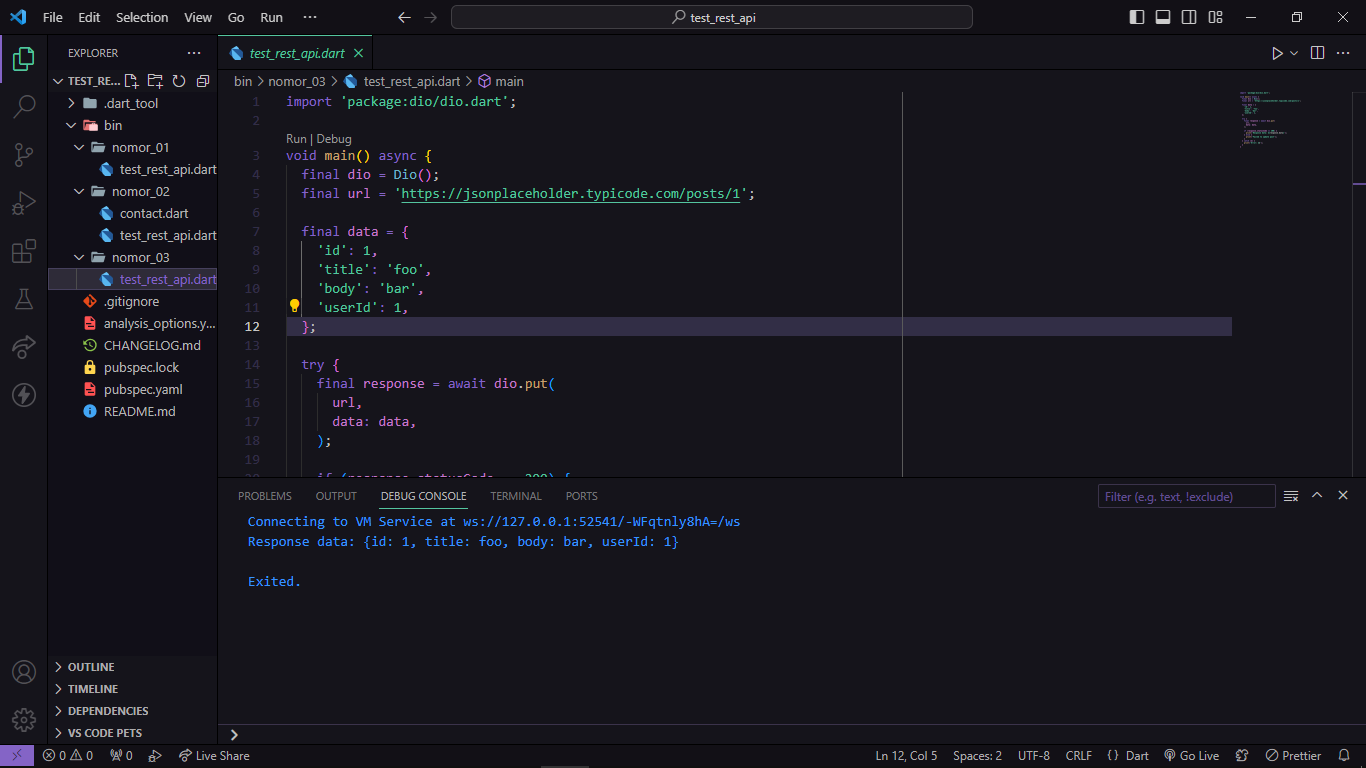 File Edit Selection View Go Run ···
test_rest_api
EXPLORER ···
TEST_RE...
.dart_tool
bin
nomor_01
test_rest_api.dart
nomor_02
contact.dart
test_rest_api.dart
nomor_03
test_rest_api.dart
.gitignore
analysis_options.y...
CHANGELOG.md
pubspec.lock
pubspec.yaml
README.md
OUTLINE
TIMELINE
DEPENDENCIES
VS CODE PETS
test_rest_api.dart
bin > nomor_03 > test_rest_api.dart > main
1 import 'package:dio/dio.dart';
2
Run | Debug
3 void main() async {
4 final dio = Dio();
5 final url = 'https://jsonplaceholder.typicode.com/posts/1';
6
7 final data = {
8 'id': 1,
9 'title': 'foo',
10 'body': 'bar',
11 'userId': 1,
12 };
13
14 try {
15 final response = await dio.put(
16 url,
17 data: data,
18 );
19
PROBLEMS OUTPUT DEBUG CONSOLE TERMINAL PORTS
Filter (e.g. text, !exclude)
Connecting to VM Service at ws://127.0.0.1:52541/-WFqtnly8hA=/ws
Response data: {id: 1, title: foo, body: bar, userId: 1}
Exited.
0 0 0 Live Share Ln 12, Col 5 Spaces: 2 UTF-8 CRLF { } Dart Go Live Prettier